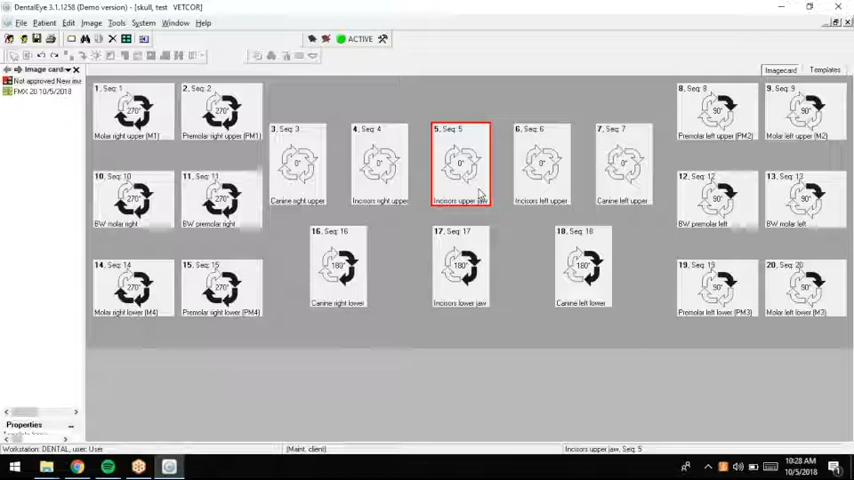 DentalEye 3.1.1258 (Demo version) - [skull, test   VETCOR]
File Patient Edit Image Tools System Window Help
ACTIVE
Image card
Imagecard Templates
Not approved New ima
FMX 20 10/5/2018
1, Seq: 1
270°
Molar right upper (M1)
2, Seq: 2
270°
Premolar right upper (PM1)
3, Seq: 3
0°
Canine right upper
4, Seq: 4
0°
Incisors right upper
5, Seq: 5
0°
Incisors upper jaw
6, Seq: 6
0°
Incisors left upper
7, Seq: 7
0°
Canine left upper
8, Seq: 8
90°
Premolar left upper (PM2)
9, Seq: 9
90°
Molar left upper (M2)
10, Seq: 10
270°
BW molar right
11, Seq: 11
270°
BW premolar right
12, Seq: 12
90°
BW premolar left
13, Seq: 13
90°
BW molar left
14, Seq: 14
270°
Molar right lower (M4)
15, Seq: 15
270°
Premolar right lower (PM4)
16, Seq: 16
180°
Canine right lower
17, Seq: 17
180°
Incisors lower jaw
18, Seq: 18
180°
Canine left lower
19, Seq: 19
90°
Premolar left lower (PM3)
20, Seq: 20
90°
Molar left lower (M3)
Properties
Workstation: DENTAL, user: User
(Maint. client)
Incisors upper jaw, Seq: 5
10:28 AM
10/5/2018